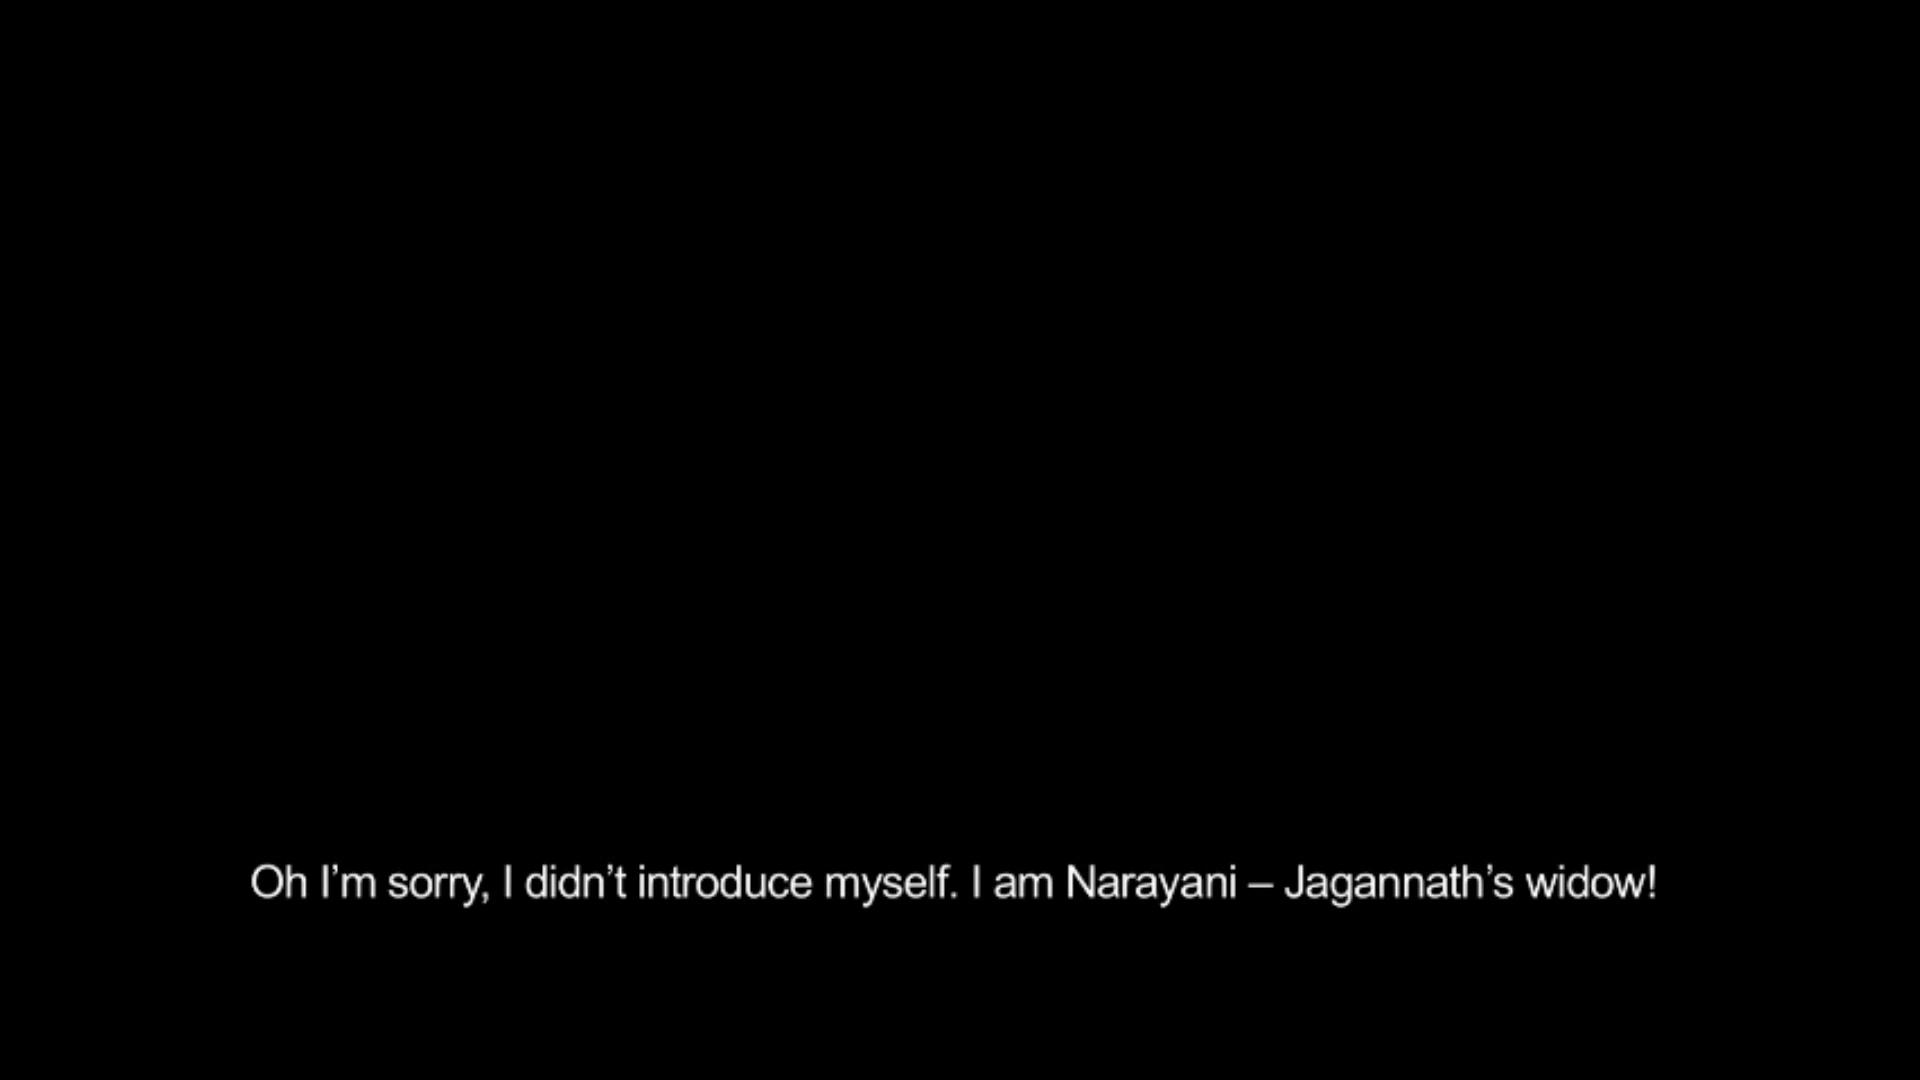 Oh I’m sorry, I didn’t introduce myself. I am Narayani – Jagannath’s widow!